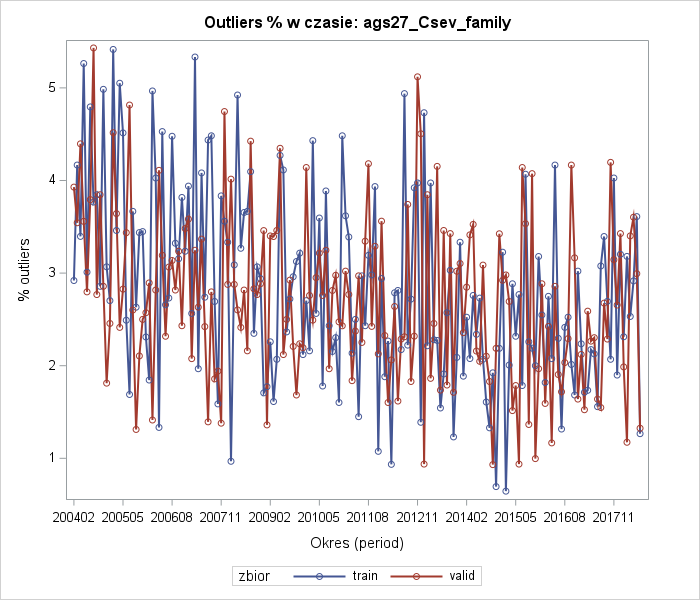 Outliers % w czasie: ags27_Csev_family
% outliers
5
4
3
2
1
200402 200505 200608 200711 200902 201005 201108 201211 201402 201505 201608 201711
Okres (period)
zbior train valid